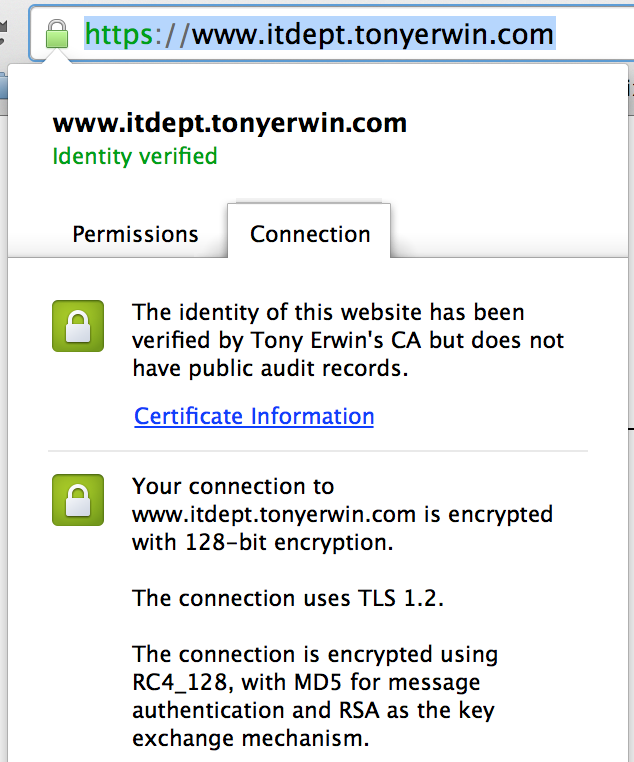 https://www.itdept.tonyerwin.com
www.itdept.tonyerwin.com
Identity verified
Permissions
Connection
The identity of this website has been
verified by Tony Erwin's CA but does not
have public audit records.
Certificate Information
Your connection to
www.itdept.tonyerwin.com is encrypted
with 128-bit encryption.
The connection uses TLS 1.2.
The connection is encrypted using
RC4_128, with MD5 for message
authentication and RSA as the key
exchange mechanism.